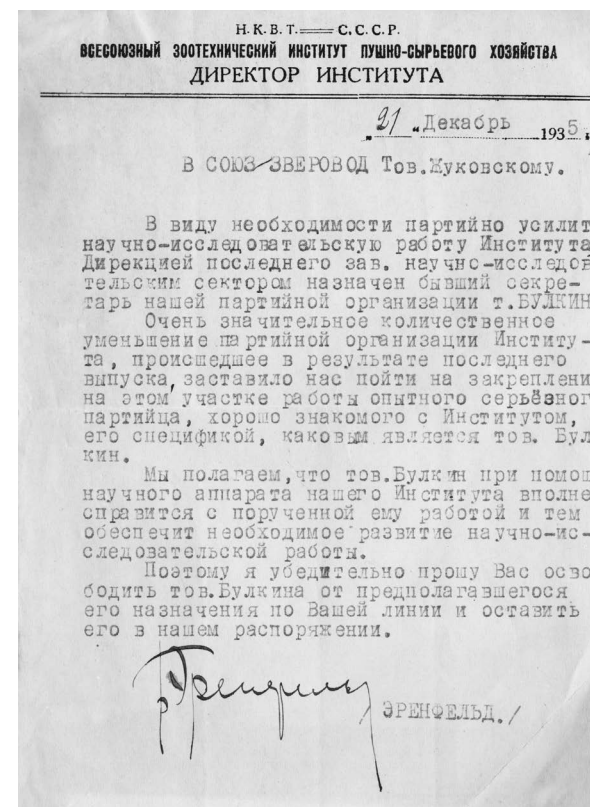 Н. К. В. Т. — С. С. С. Р.
ВСЕСОЮЗНЫЙ ЗООТЕХНИЧЕСКИЙ ИНСТИТУТ ПУШНО-СЫРЬЕВОГО ХОЗЯЙСТВА
ДИРЕКТОР ИНСТИТУТА
„21„ Декабрь 1935 г
В СОЮЗ-ЗВЕРОВОД Тов.Жуковскому.
В виду необходимости партийно усилит
научно-исследовательскую работу Института
Дирекцией последнего зав. научно-исследов
тельским сектором назначен бывший секре-
тарь нашей партийной организации т.БУЛКИН
Очень значительное количественное
уменьшение партийной организации Институ-
та, происшедшее в результате последнего
выпуска, заставило нас пойти на закреплени
на этом участке работы опытного серьёзног
партийца, хорошо знакомого с Институтом,
его спецификой, каковым является тов. Бул
кин.
Мы полагаем,что тов.Булкин при помощ
научного аппарата нашего Института вполне
справится с порученной ему работой и тем
обеспечит необходимое развитие научно-ис-
следовательской работы.
Поэтому я убедительно прошу Вас осво
бодить тов.Булкина от предполагавшегося
его назначения по Вашей линии и оставить
его в нашем распоряжении.
ЭРЕНФЕЛЬД./